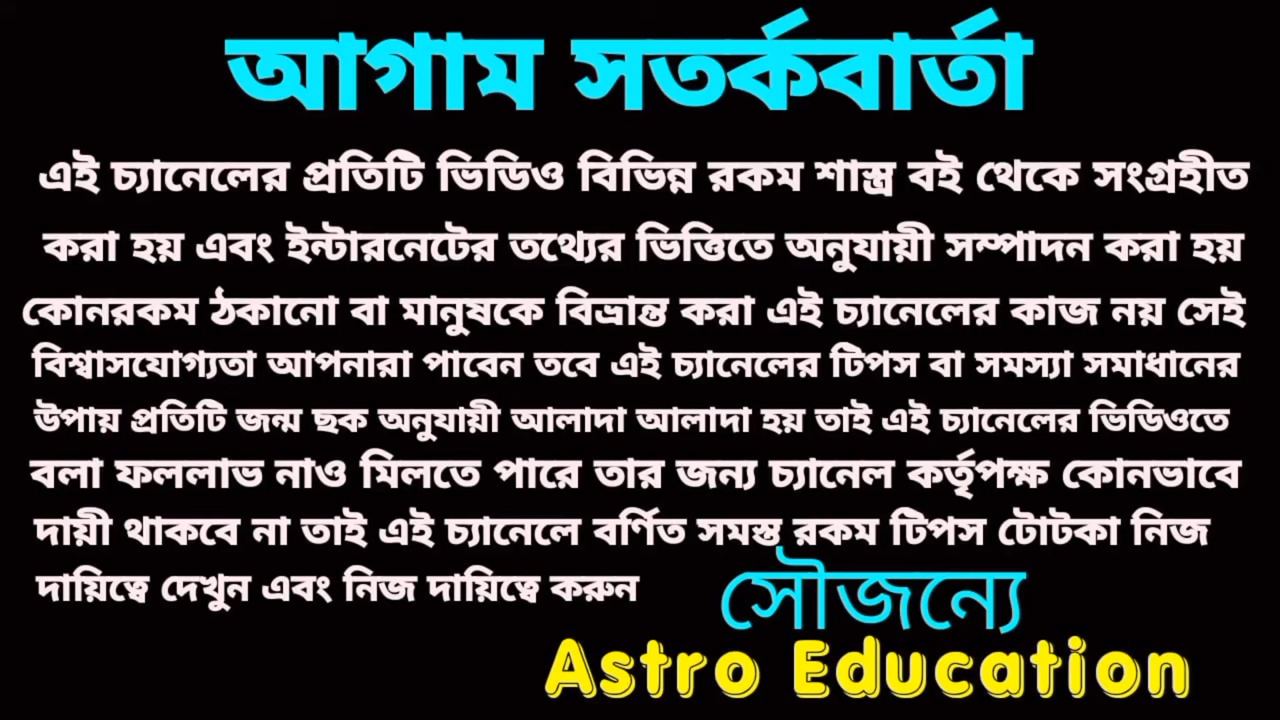 আগাম সতর্কবার্তা
এই চ্যানেলের প্রতিটি ভিডিও বিভিন্ন রকম শাস্ত্র বই থেকে সংগ্রহীত
করা হয় এবং ইন্টারনেটের তথ্যের ভিত্তিতে অনুযায়ী সম্পাদন করা হয়
কোনরকম ঠকানো বা মানুষকে বিভ্রান্ত করা এই চ্যানেলের কাজ নয় সেই
বিশ্বাসযোগ্যতা আপনারা পাবেন তবে এই চ্যানেলের টিপস বা সমস্যা সমাধানের
উপায় প্রতিটি জন্ম ছক অনুযায়ী আলাদা আলাদা হয় তাই এই চ্যানেলের ভিডিওতে
বলা ফললাভ নাও মিলতে পারে তার জন্য চ্যানেল কর্তৃপক্ষ কোনভাবে
দায়ী থাকবে না তাই এই চ্যানেলে বর্ণিত সমস্ত রকম টিপস টোটকা নিজ
দায়িত্বে দেখুন এবং নিজ দায়িত্বে করুন
সৌজন্যে
Astro Education